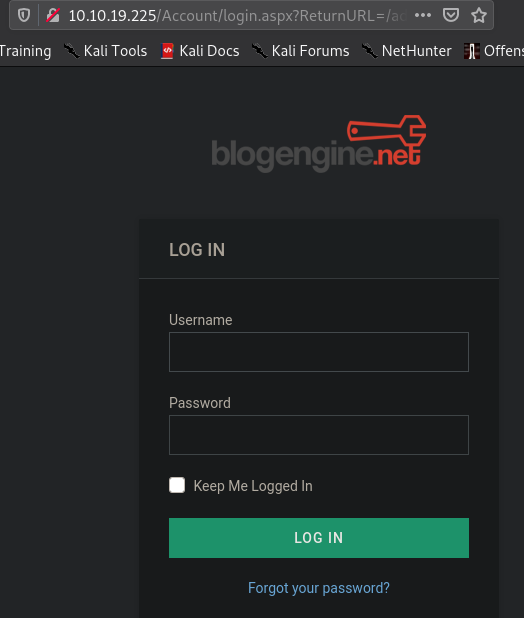 10.10.19.225/Account/login.aspx?ReturnURL=/ac
Training Kali Tools Kali Docs Kali Forums NetHunter Offens
blogengine.net
LOG IN
Username
Password
Keep Me Logged In
LOG IN
Forgot your password?